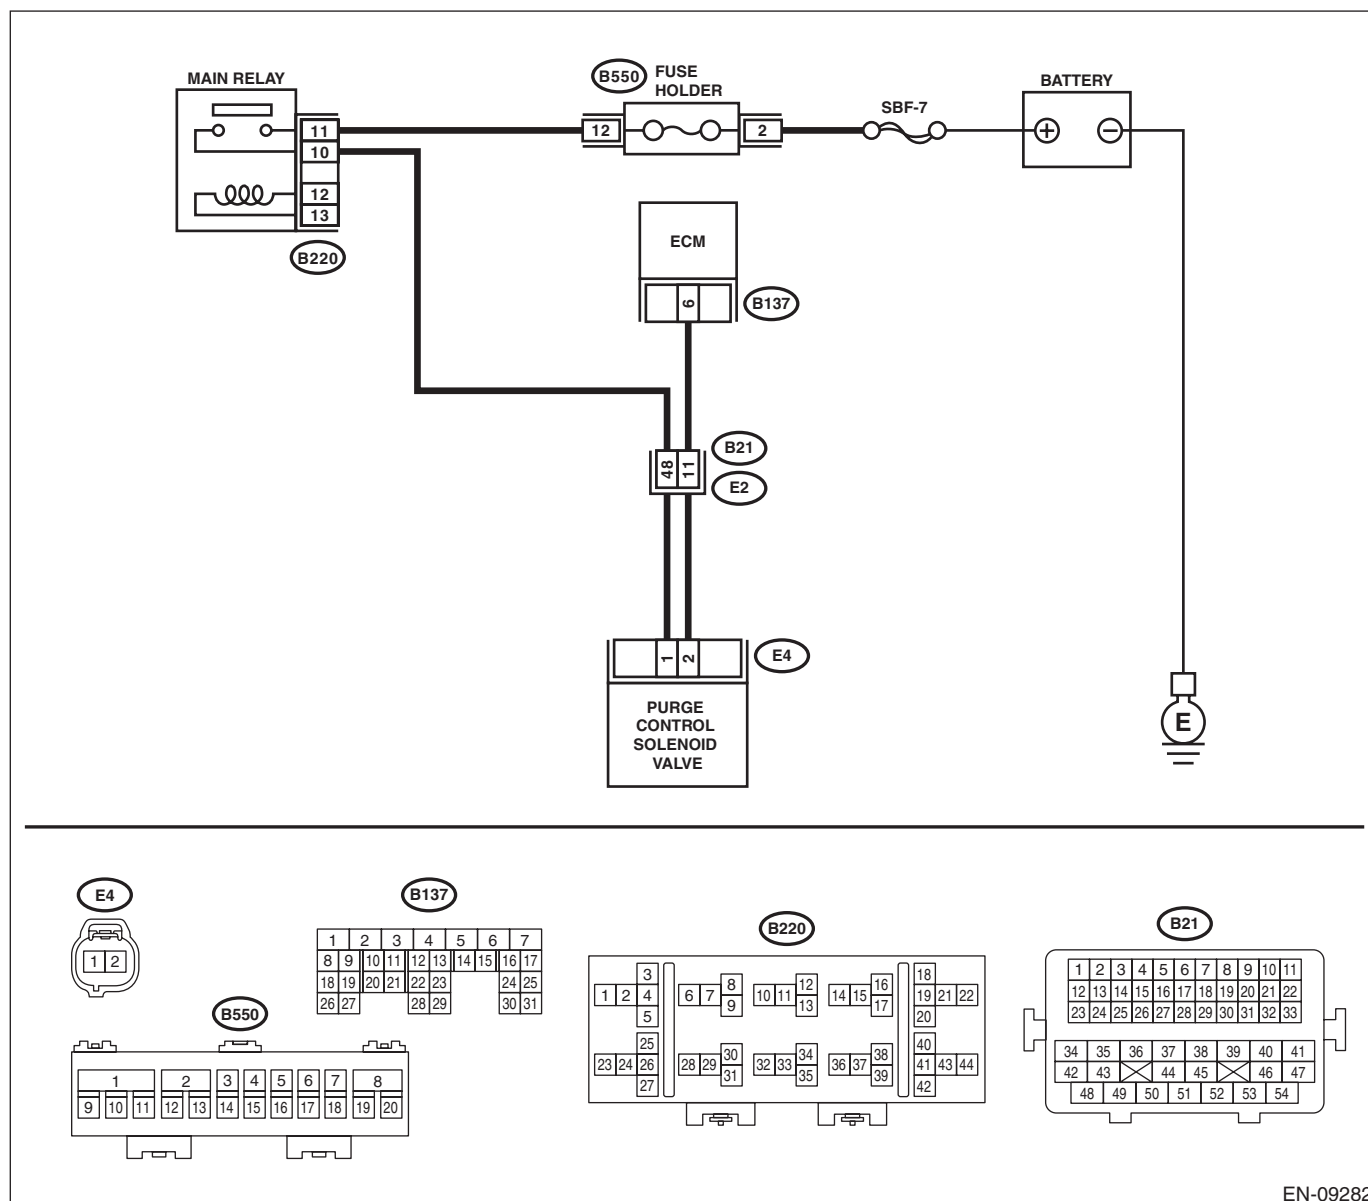 MAIN RELAY
11
10
12
13
B220
B550
FUSE
HOLDER
12
2
SBF-7
BATTERY
+
−
ECM
6
B137
B21
48
11
E2
1
2
E4
PURGE
CONTROL
SOLENOID
VALVE
E
E4
1 2
B137
1 2 3 4 5 6 7
8 9 10 11 12 13 14 15 16 17
18 19 20 21 22 23 24 25
26 27 28 29 30 31
B550
1 2 3 4 5 6 7 8
9 10 11 12 13 14 15 16 17 18 19 20
B220
3 8 12 16 18
1 2 4 6 7 10 11 14 15 19 21 22
5 9 13 17 20
25 30 34 38 40
23 24 26 28 29 32 33 36 37 41 43 44
27 31 35 39 42
B21
1 2 3 4 5 6 7 8 9 10 11
12 13 14 15 16 17 18 19 20 21 22
23 24 25 26 27 28 29 30 31 32 33
34 35 36 37 38 39 40 41
42 43 44 45 46 47
48 49 50 51 52 53 54
EN-09282